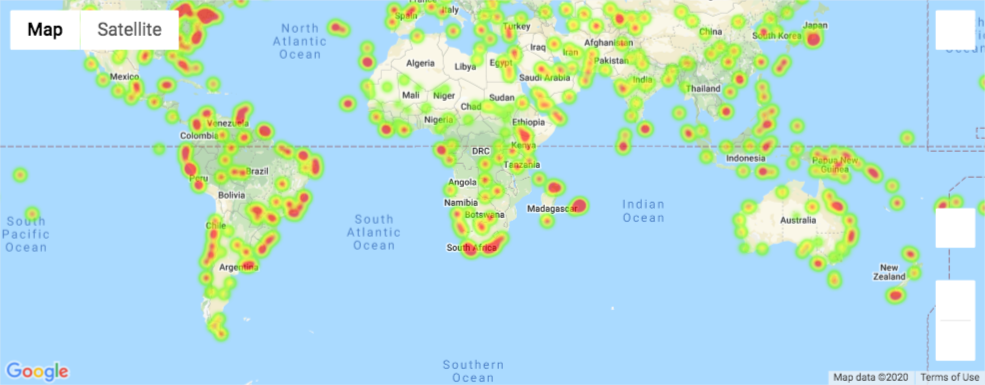 Map
Satellite
North
Atlantic
Ocean
Spain
Italy
Turkey
Iraq
Iran
Afghanistan
Pakistan
China
South Korea
Japan
Algeria
Libya
Egypt
Saudi Arabia
India
Thailand
Mexico
Mali
Niger
Chad
Sudan
Nigeria
Ethiopia
Venezuela
Colombia
DRC
Kenya
Tanzania
Indonesia
Papua New
Guinea
Peru
Brazil
Bolivia
Angola
Namibia
Botswana
Madagascar
Indian
Ocean
South
Pacific
Ocean
South
Atlantic
Ocean
Chile
Argentina
South Africa
Australia
New
Zealand
Southern
Ocean
Google
Map data ©2020
Terms of Use